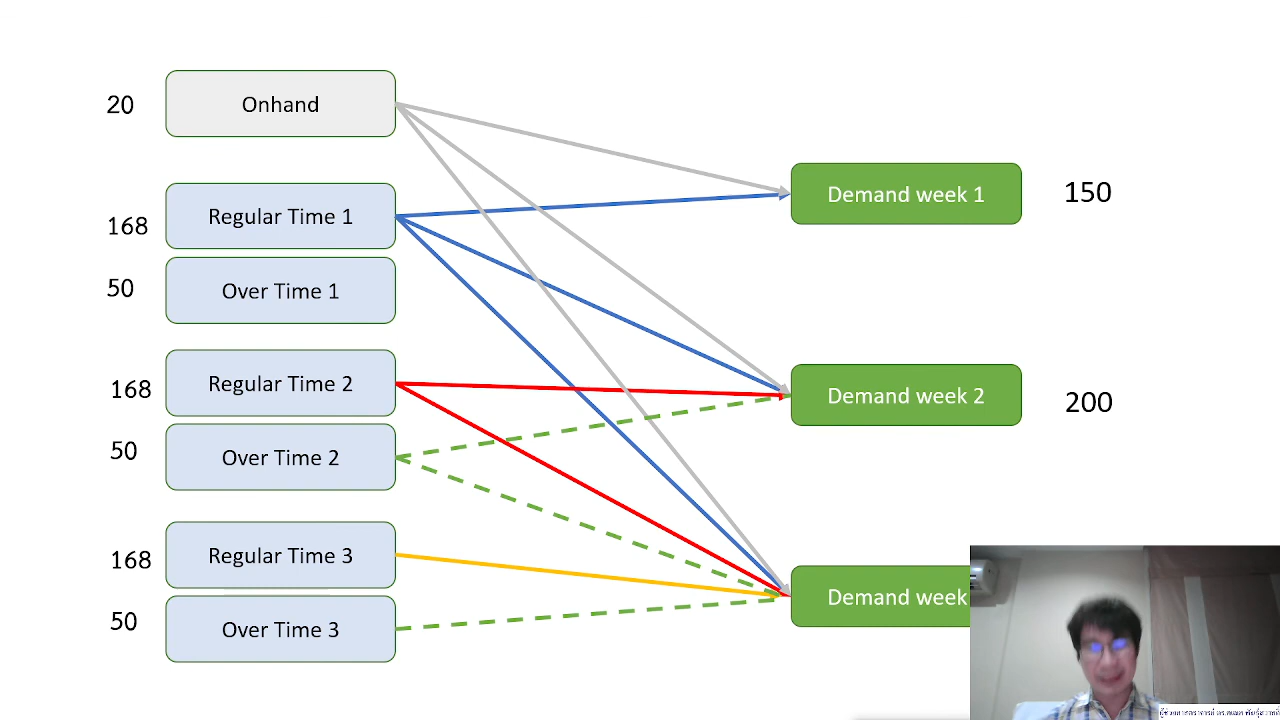 20
Onhand
168
Regular Time 1
50
Over Time 1
168
Regular Time 2
50
Over Time 2
168
Regular Time 3
50
Over Time 3
Demand week 1
150
Demand week 2
200
Demand week